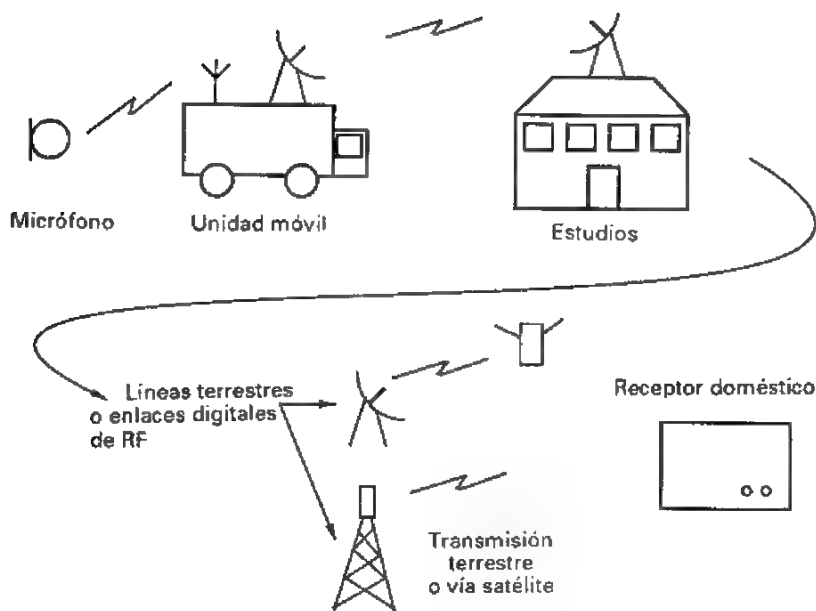 Micrófono
Unidad móvil
Estudios
Líneas terrestres
o enlaces digitales
de RF
Receptor doméstico
Transmisión
terrestre
o vía satélite